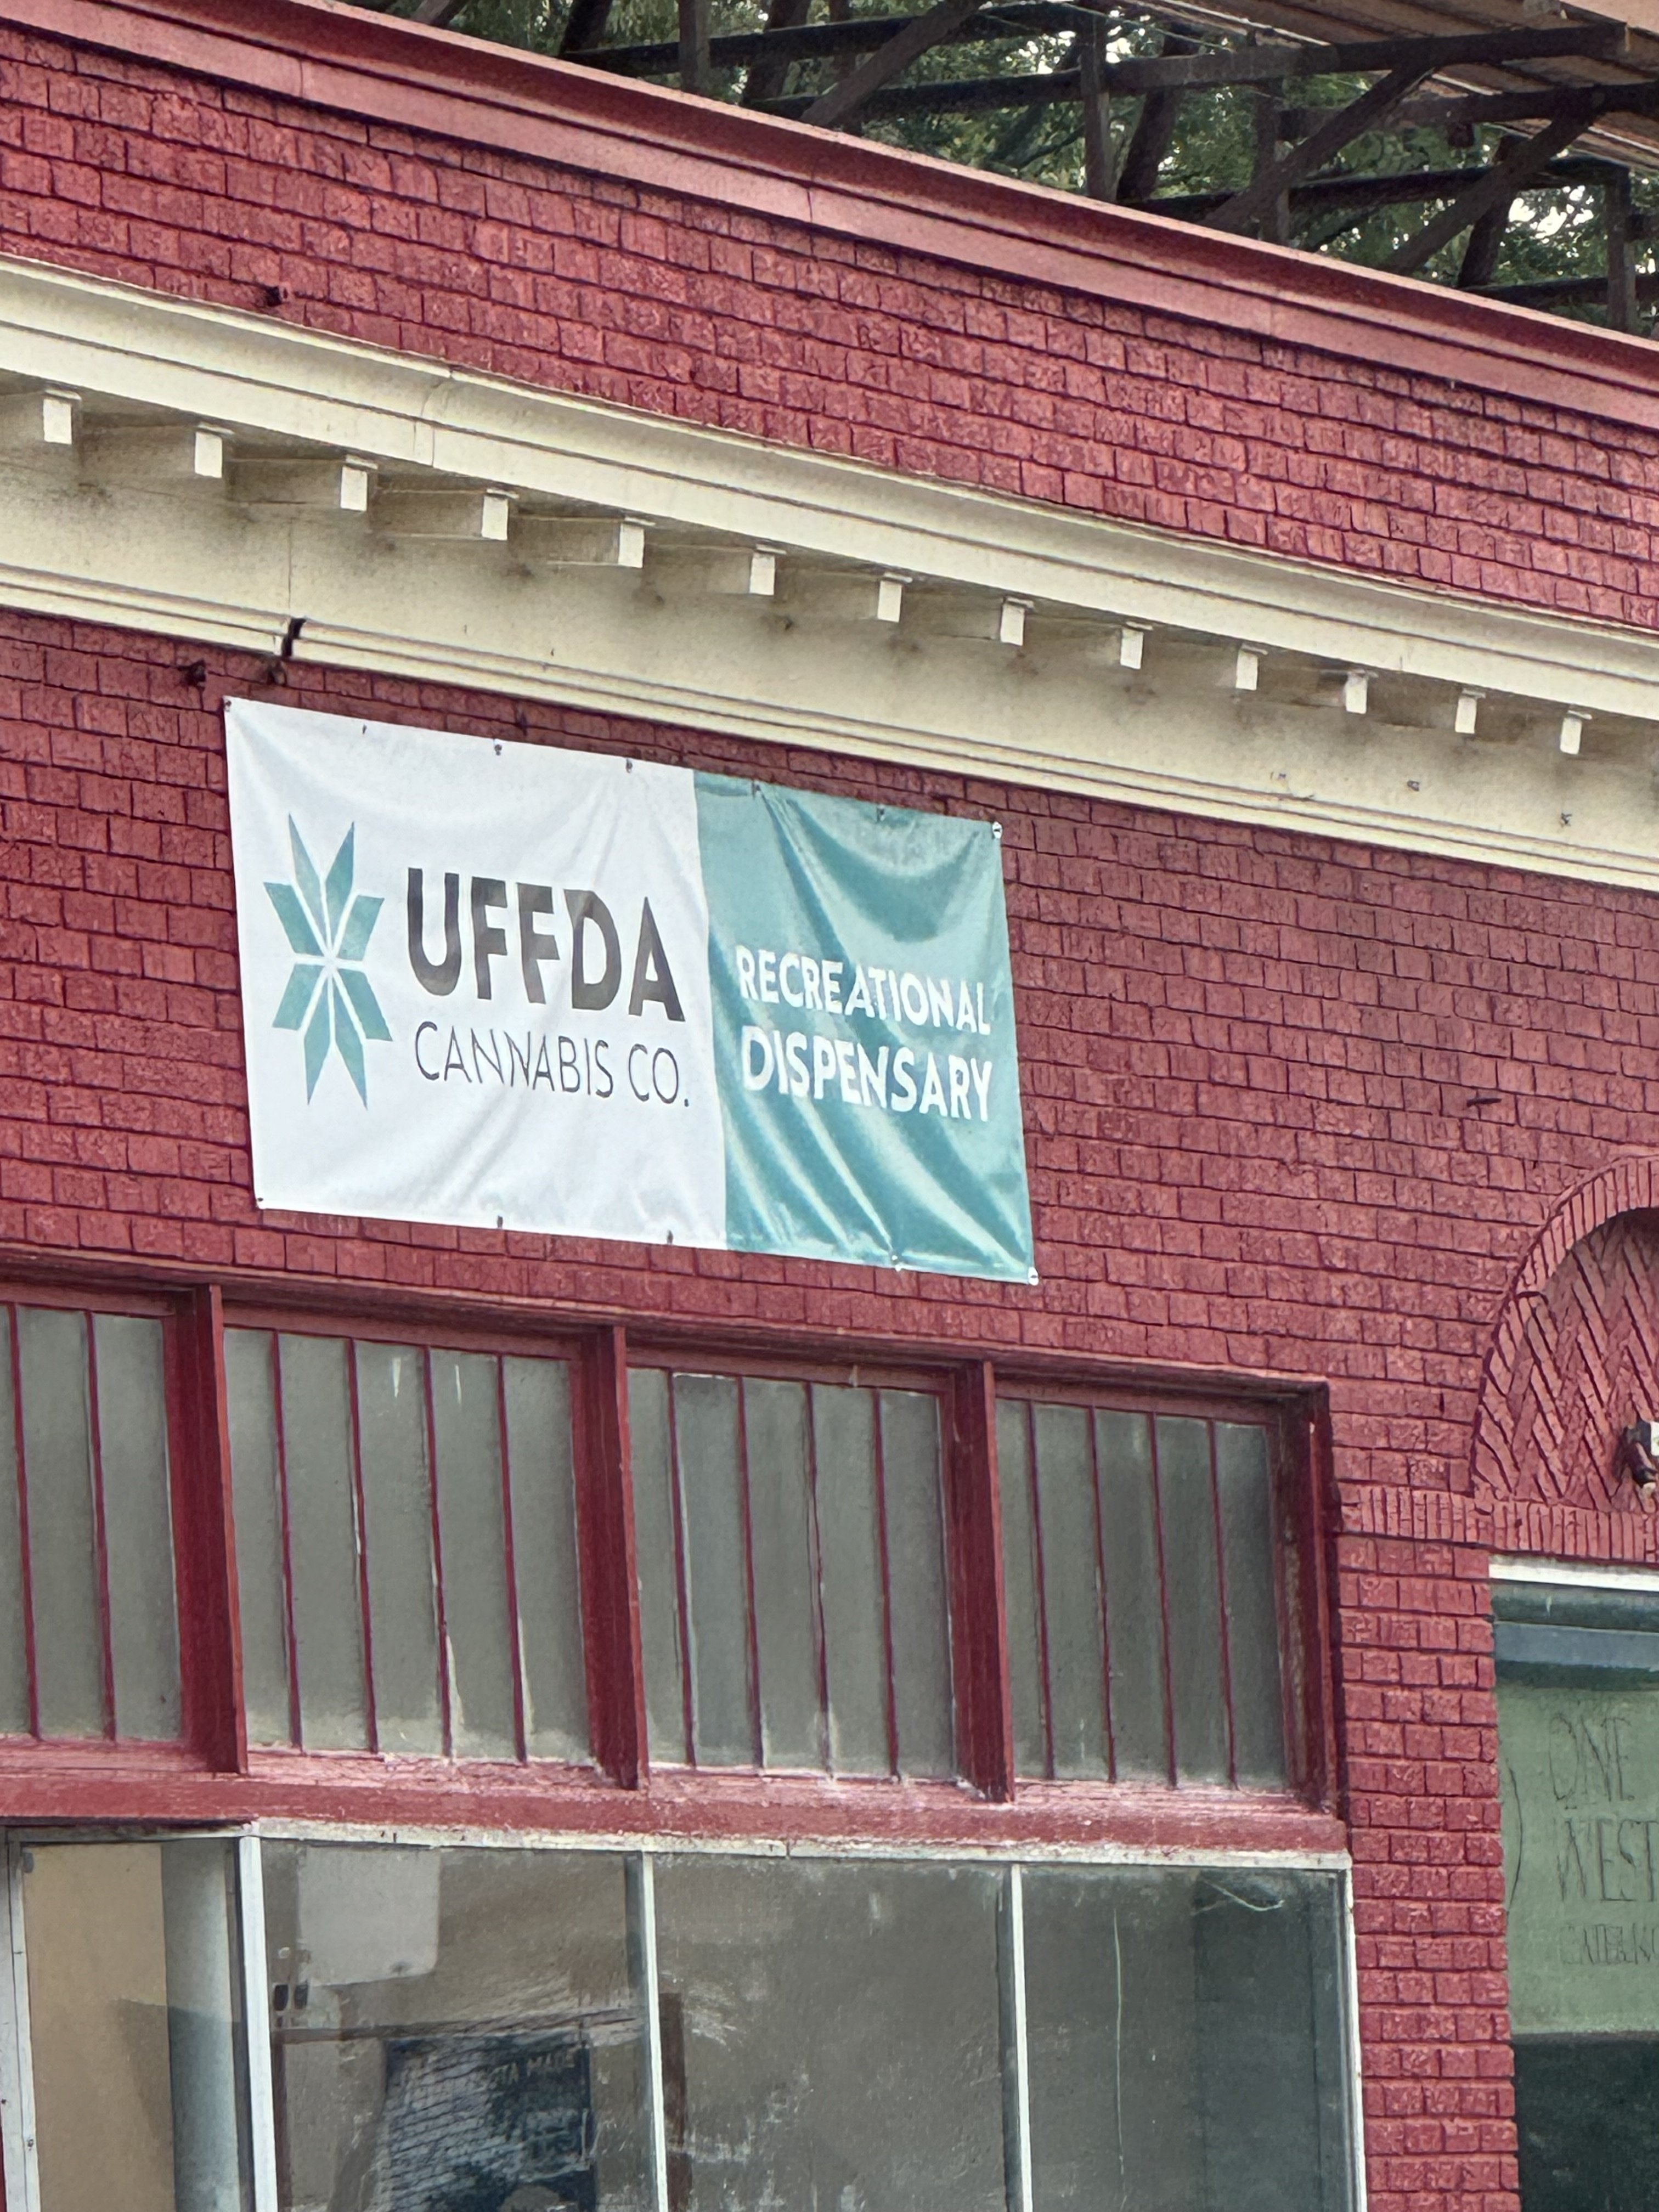 UFFDA
CANNABIS CO.
RECREATIONAL
DISPENSARY
ONE
WEST